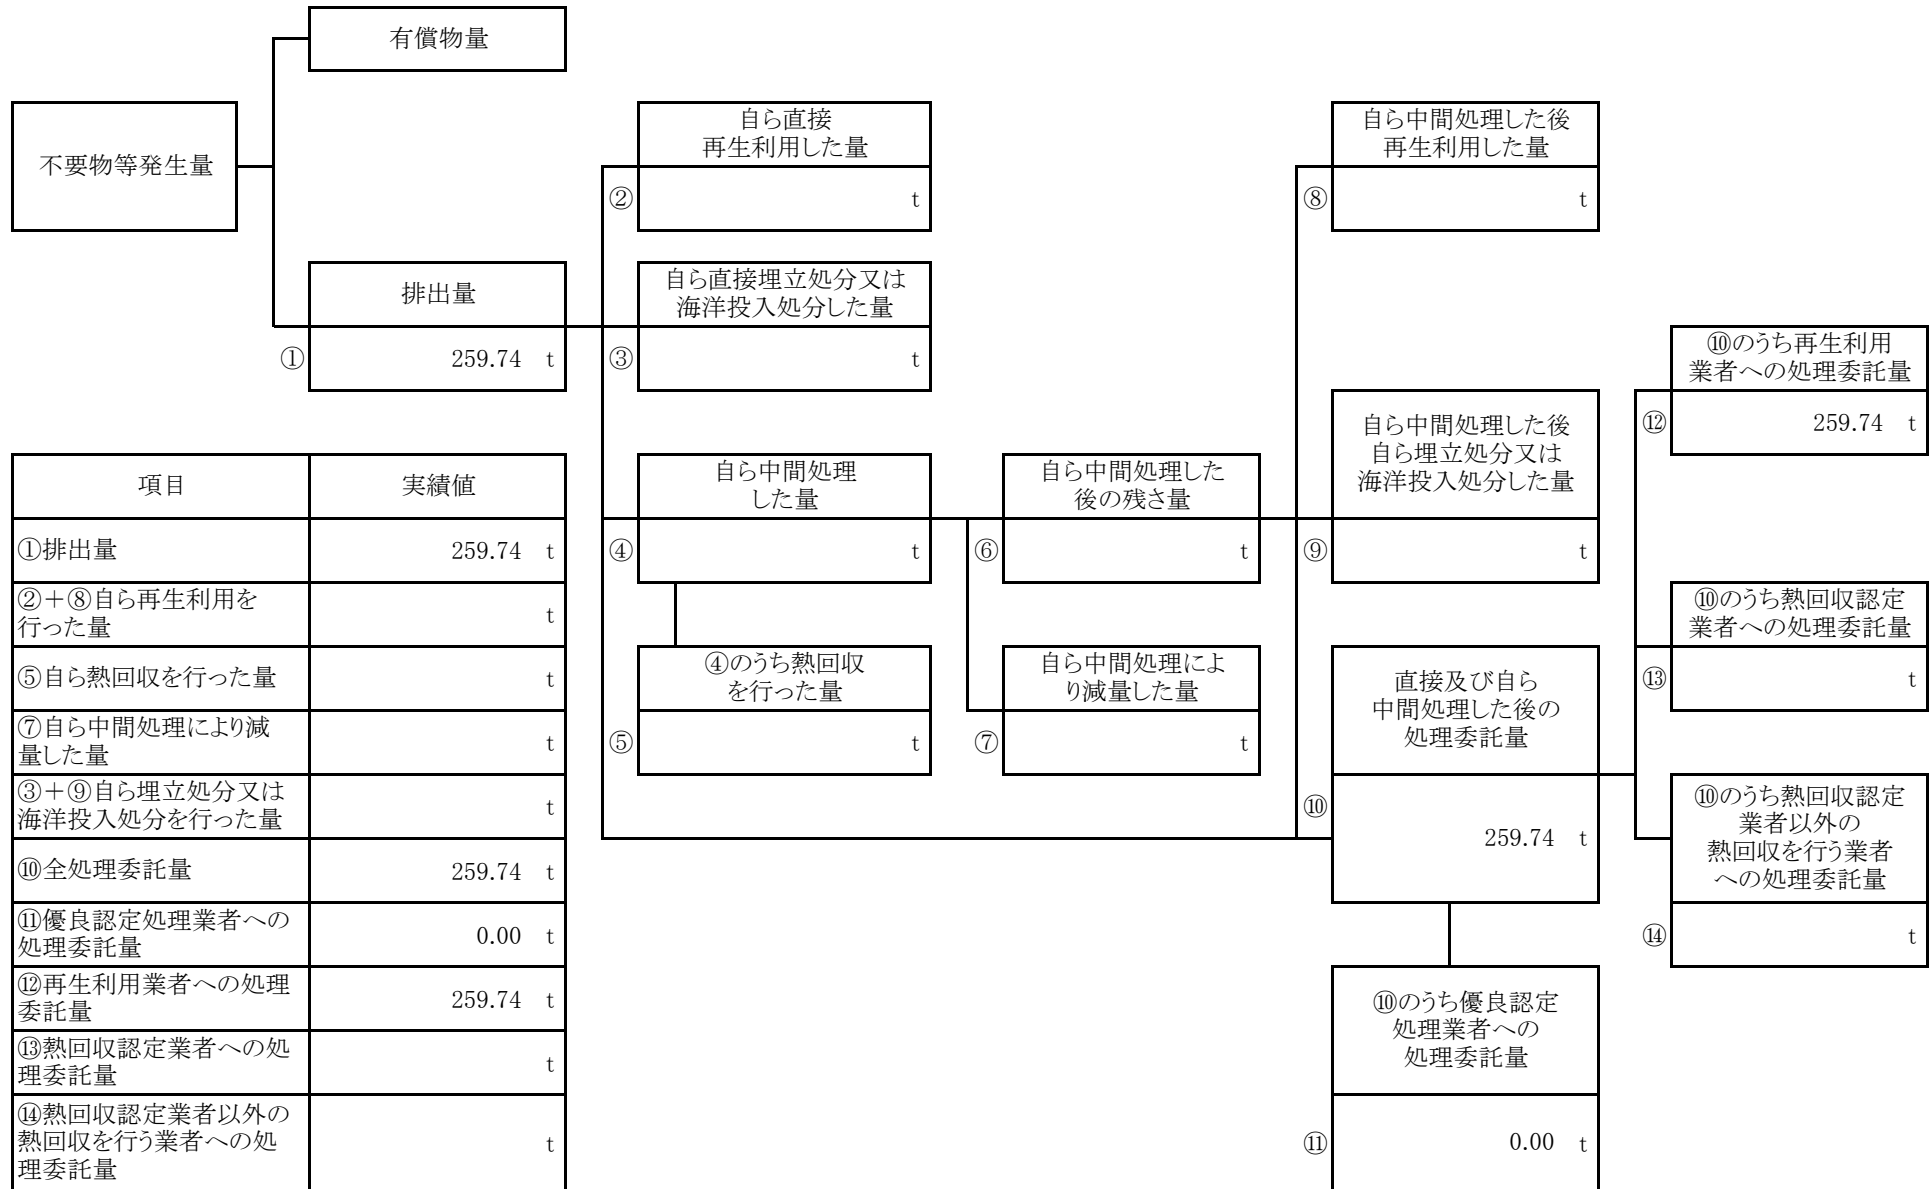 有償物量
不要物等発生量
排出量
① 259.74 t
自ら直接
再生利用した量
② t
自ら直接埋立処分又は
海洋投入処分した量
③ t
自ら中間処理
した量
④ t
④のうち熱回収
を行った量
⑤ t
自ら中間処理した
後の残さ量
⑥ t
自ら中間処理によ
り減量した量
⑦ t
自ら中間処理した後
再生利用した量
⑧ t
自ら中間処理した後
自ら埋立処分又は
海洋投入処分した量
⑨ t
直接及び自ら
中間処理した後の
処理委託量
⑩ 259.74 t
⑩のうち優良認定
処理業者への
処理委託量
⑪ 0.00 t
⑩のうち再生利用
業者への処理委託量
⑫ 259.74 t
⑩のうち熱回収認定
業者への処理委託量
⑬ t
⑩のうち熱回収認定
業者以外の
熱回収を行う業者
への処理委託量
⑭ t
項目 実績値
①排出量 259.74 t
②＋⑧自ら再生利用を
行った量 t
⑤自ら熱回収を行った量 t
⑦自ら中間処理により減
量した量 t
③＋⑨自ら埋立処分又は
海洋投入処分を行った量 t
⑩全処理委託量 259.74 t
⑪優良認定処理業者への
処理委託量 0.00 t
⑫再生利用業者への処理
委託量 259.74 t
⑬熱回収認定業者への処
理委託量 t
⑭熱回収認定業者以外の
熱回収を行う業者への処
理委託量 t